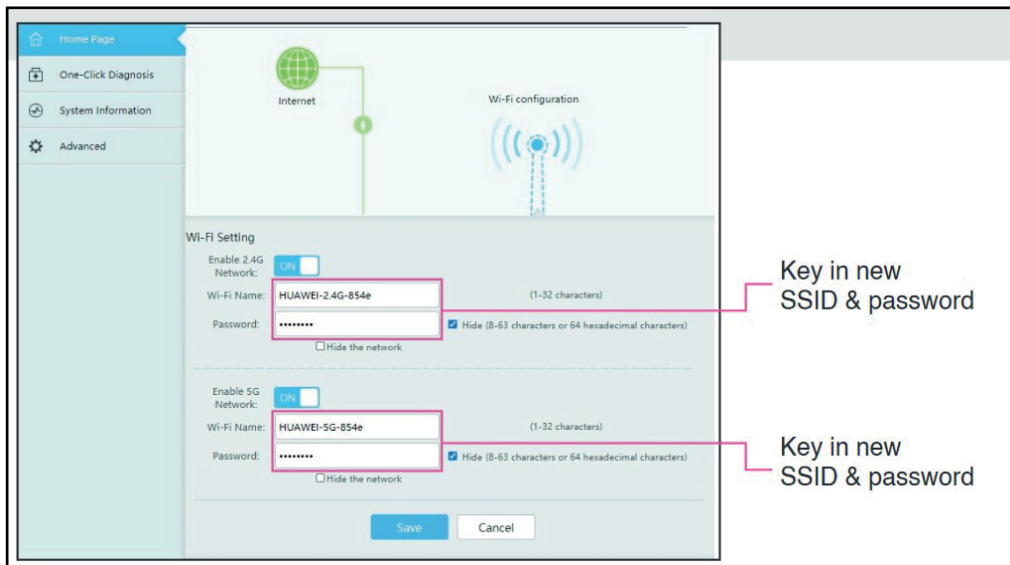 Home Page
One-Click Diagnosis
System Information
Advanced
Internet
Wi-Fi configuration
Wi-Fi Setting
Enable 2.4G
Network:
ON
Wi-Fi Name:
HUAWEI-2.4G-854e
(1-32 characters)
Password:
••••••••
Hide (8-63 characters or 64 hexadecimal characters)
Hide the network
Key in new
SSID & password
Enable 5G
Network:
ON
Wi-Fi Name:
HUAWEI-5G-854e
(1-32 characters)
Password:
••••••••
Hide (8-63 characters or 64 hexadecimal characters)
Hide the network
Key in new
SSID & password
Save
Cancel